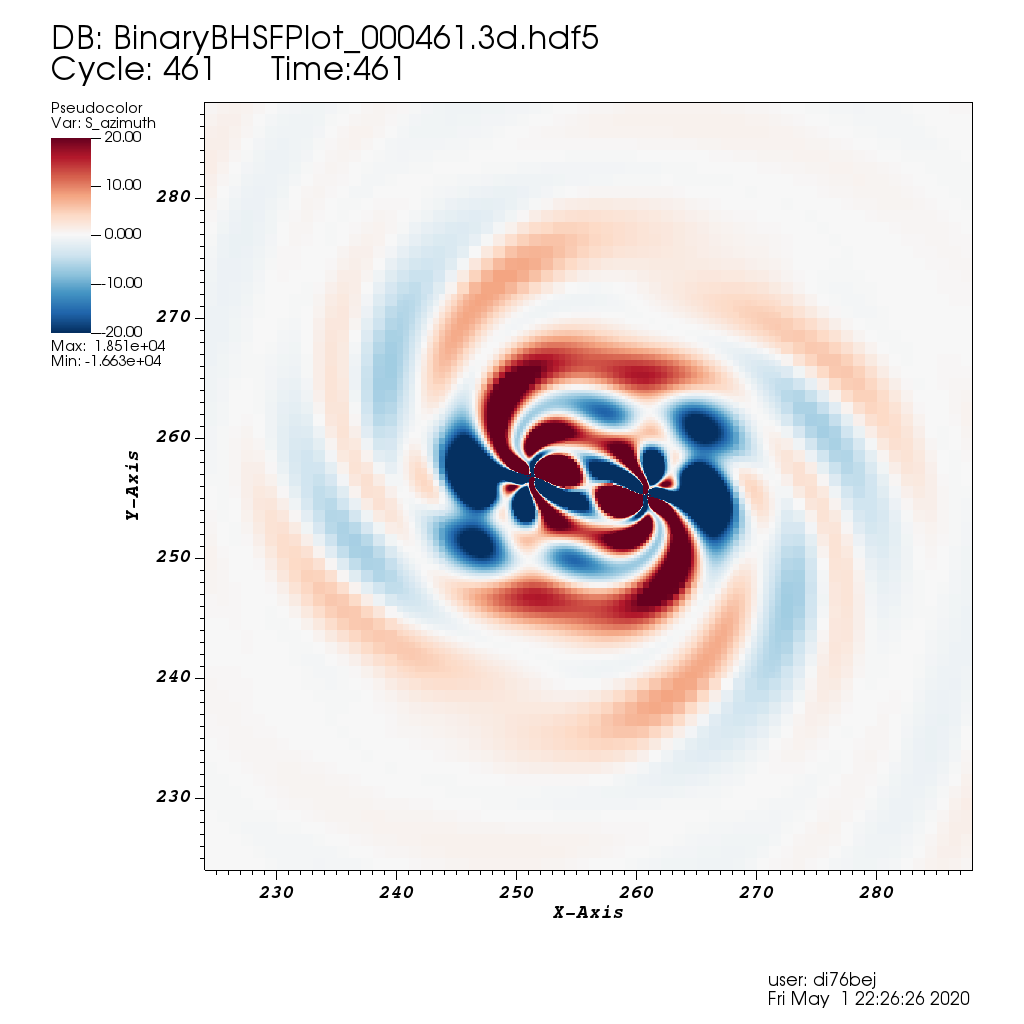 DB: BinaryBHSFPlot_000461.3d.hdf5
Cycle: 461 Time:461
Pseudocolor
Var: S_azimuth
20.00
10.00
0.000
-10.00
-20.00
Max: 1.851e+04
Min: -1.663e+04
280
270
260
250
240
230
Y-Axis
230 240 250 260 270 280
X-Axis
user: di76bej
Fri May 1 22:26:26 2020